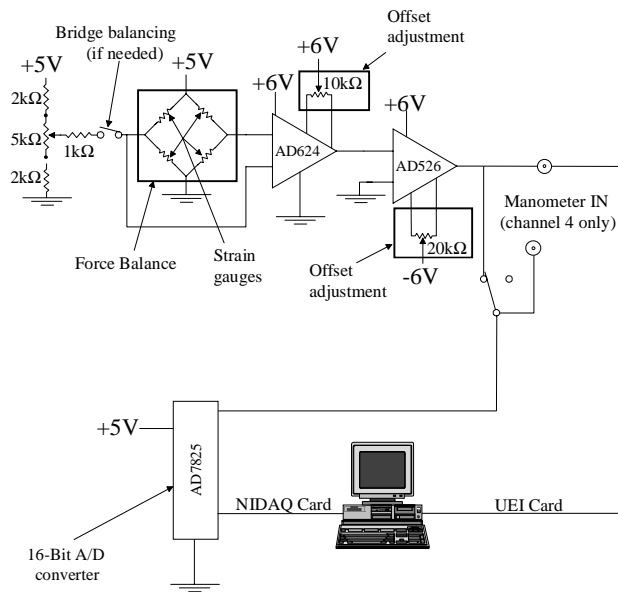 Bridge balancing
(if needed)
Offset
adjustment
+5V
+5V
+6V
+6V
10kΩ
2kΩ
5kΩ
1kΩ
2kΩ
AD624
+6V
AD526
Force Balance
Strain
gauges
Offset
adjustment
20kΩ
-6V
Manometer IN
(channel 4 only)
+5V
AD7825
NIDAQ Card
UEI Card
16-Bit A/D
converter